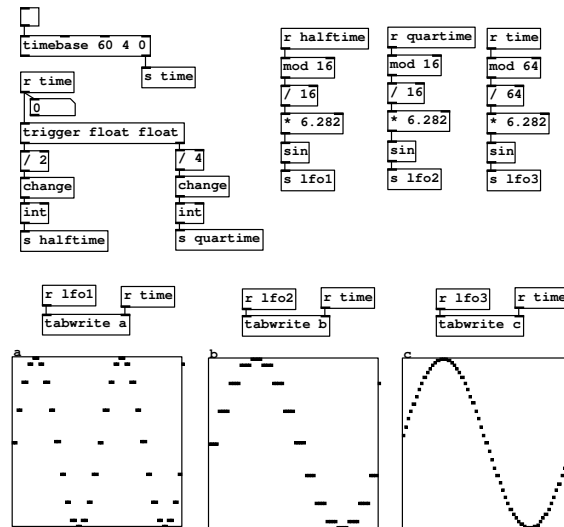 timebase 60 4 0
s time
r time
0
trigger float float
/ 2
change
int
s halftime
/ 4
change
int
s quartime
r halftime
mod 16
/ 16
* 6.282
sin
s lfo1
r quartime
mod 16
/ 16
* 6.282
sin
s lfo2
r time
mod 64
/ 64
* 6.282
sin
s lfo3
r lfo1
r time
tabwrite a
a
r lfo2
r time
tabwrite b
b
r lfo3
r time
tabwrite c
c